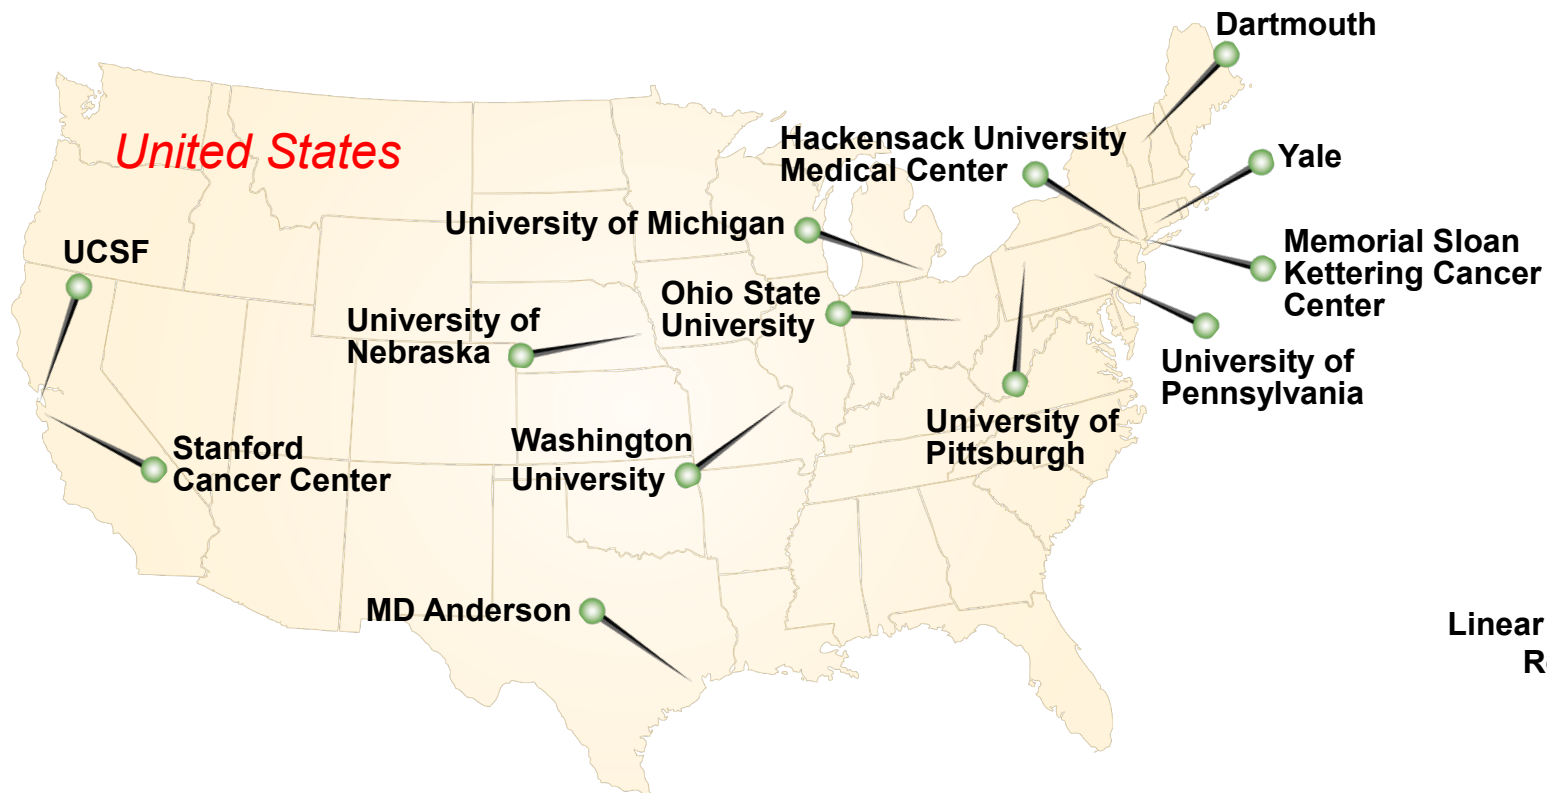 Dartmouth
United States
Hackensack University
Medical Center
Yale
University of Michigan
UCSF
Memorial Sloan
Kettering Cancer
Center
Ohio State
University
University of
Nebraska
University of
Pennsylvania
University of
Pittsburgh
Stanford
Cancer Center
Washington
University
MD Anderson
Linear